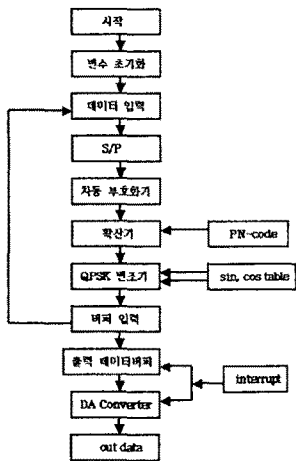 시작
변수 초기화
데이터 입력
S/P
차동 부호화기
확산기
PN-code
QPSK 변조기
sin, cos table
버퍼 입력
출력 데이터버퍼
interrupt
DA Converter
out data